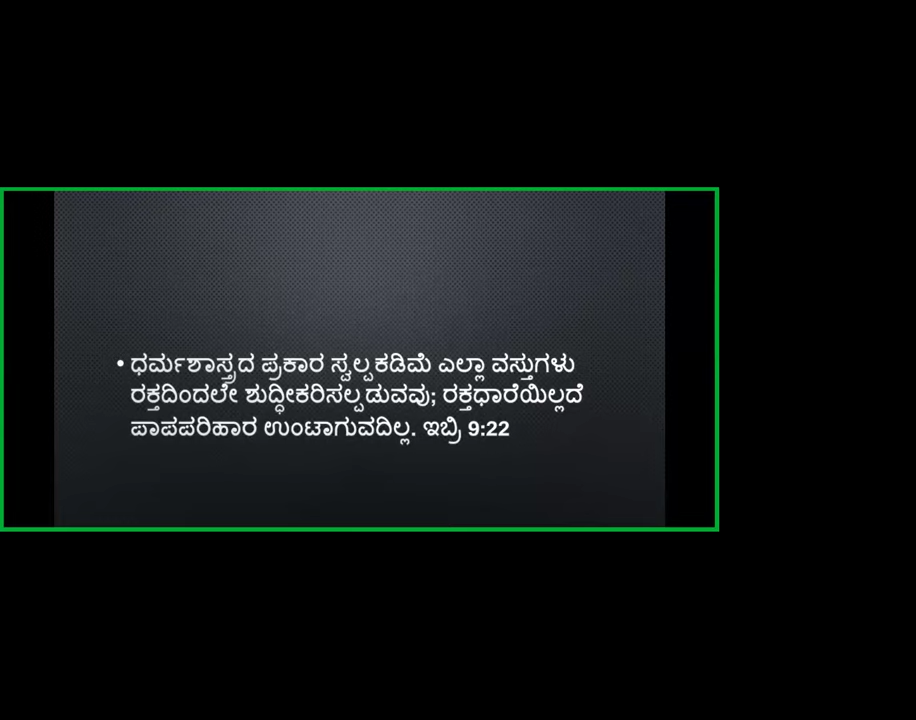 • ಧರ್ಮಶಾಸ್ತ್ರದ ಪ್ರಕಾರ ಸ್ವಲ್ಪಕಡಿಮೆ ಎಲ್ಲಾ ವಸ್ತುಗಳು
ರಕ್ತದಿಂದಲೇ ಶುದ್ಧೀಕರಿಸಲ್ಪಡುವವು; ರಕ್ತಧಾರೆಯಿಲ್ಲದೆ
ಪಾಪಪರಿಹಾರ ಉಂಟಾಗುವದಿಲ್ಲ. ಇಬ್ರಿ 9:22